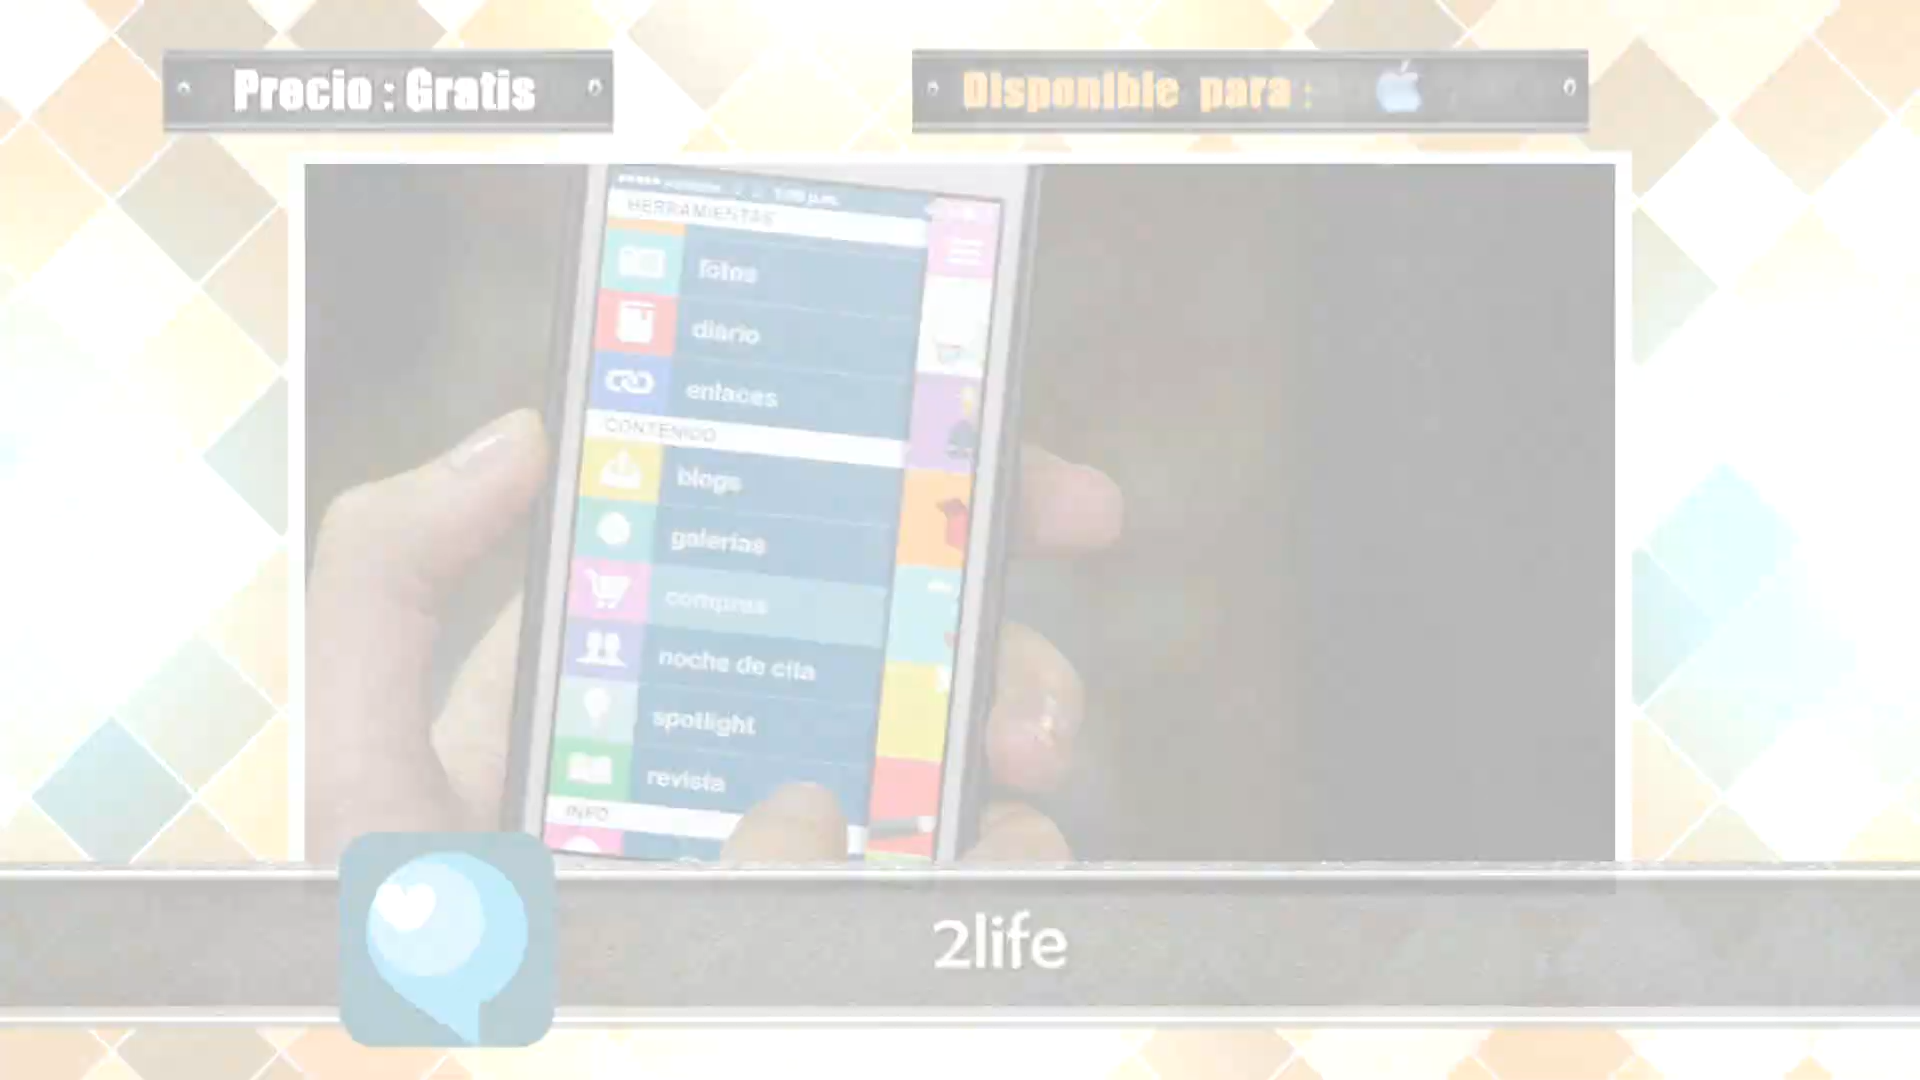 Precio : Gratis
Disponible para :
HERRAMIENTAS
fotos
diario
enlaces
CONTENIDO
blogs
galerías
compras
noche de cita
spotlight
revista
INFO
2life